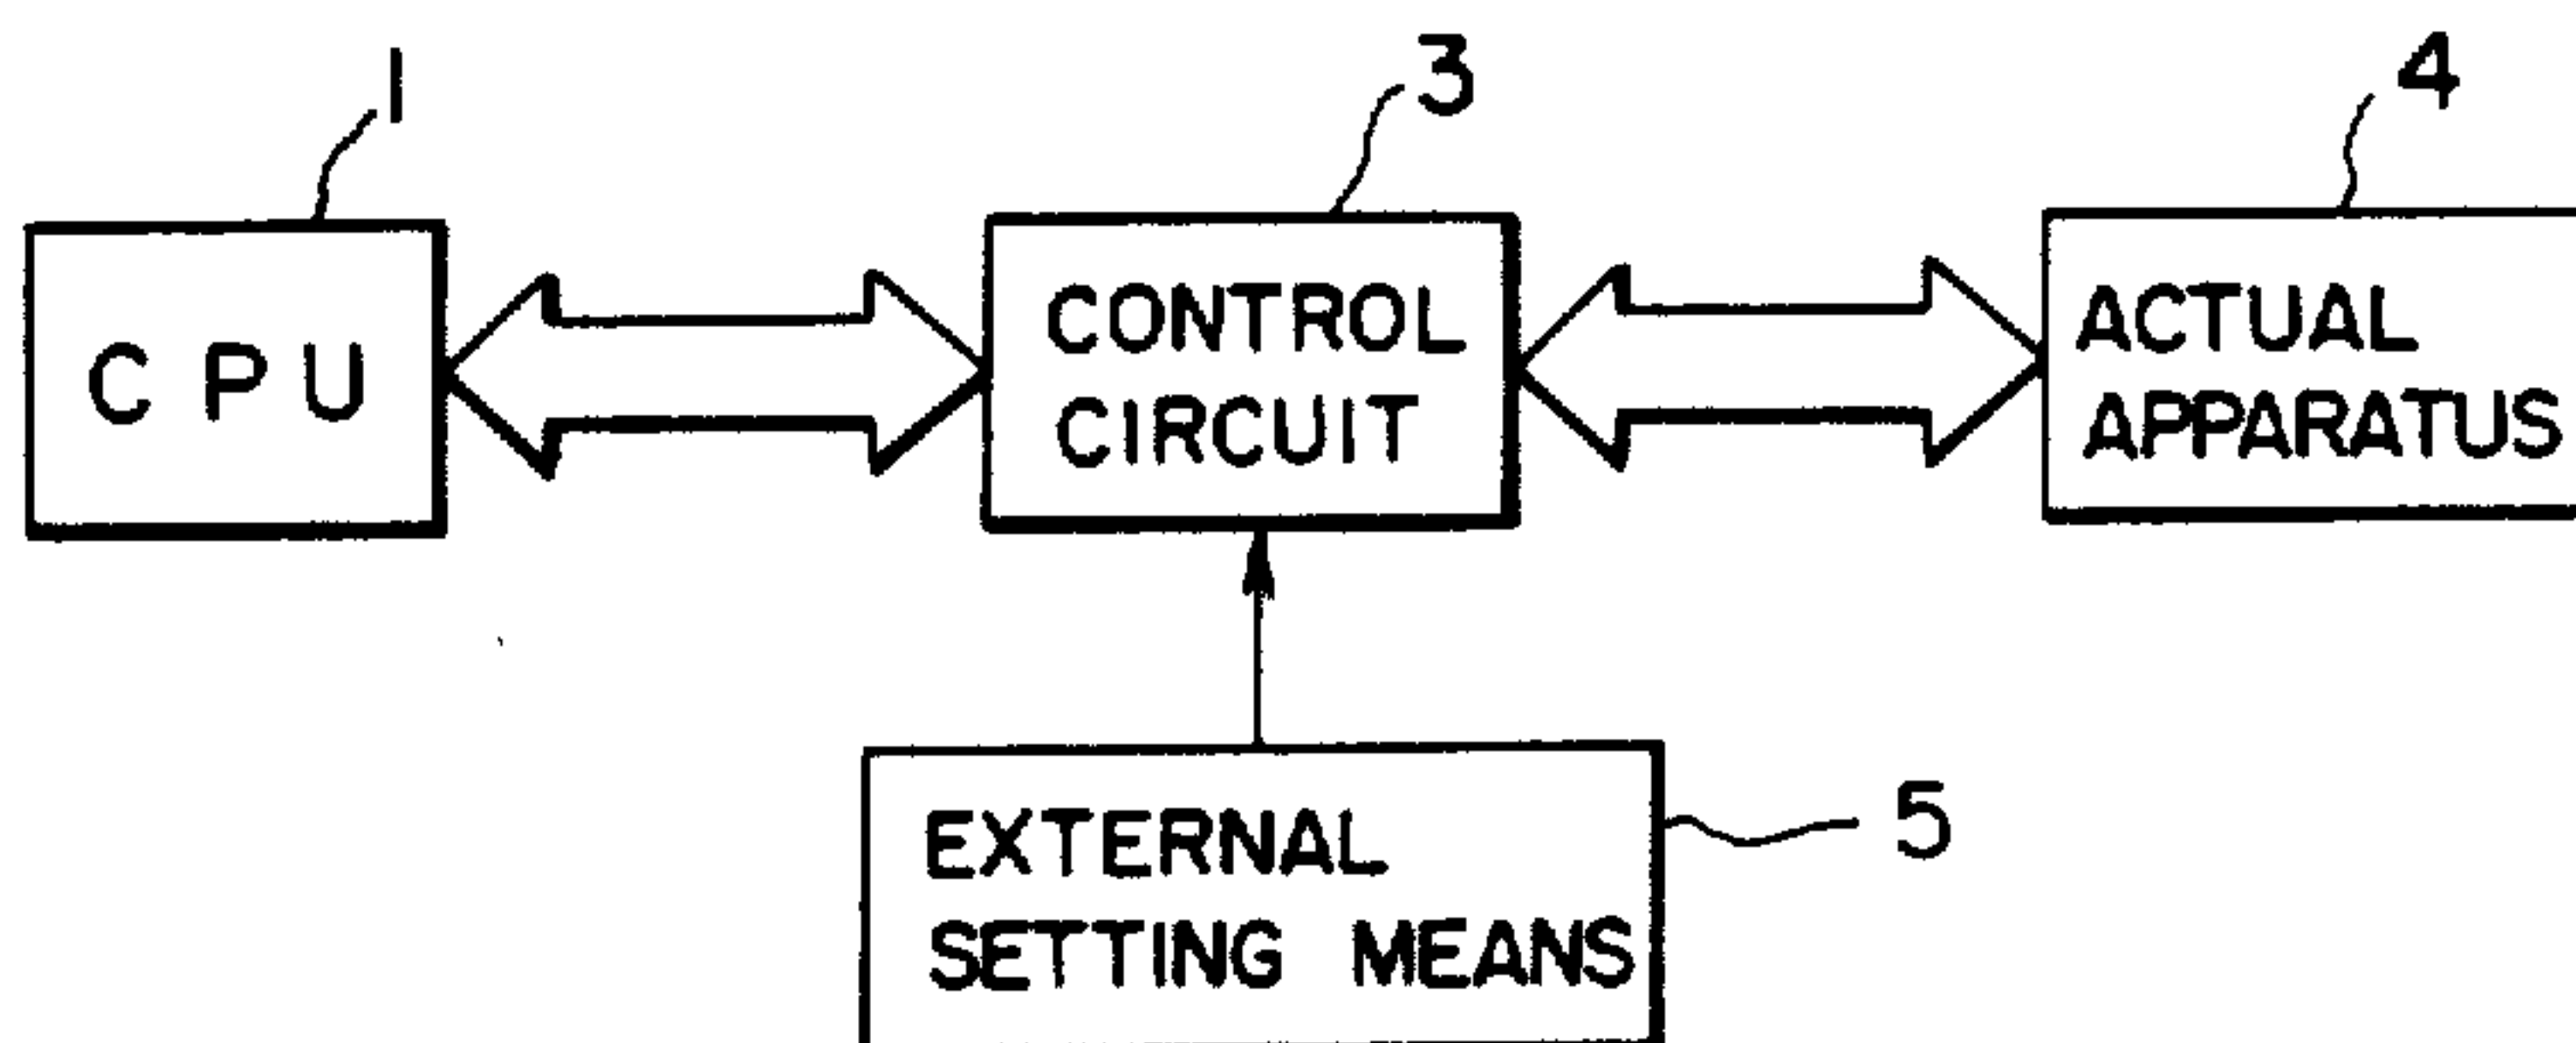 1
3
4
C P U
CONTROL
CIRCUIT
ACTUAL
APPARATUS
5
EXTERNAL
SETTING MEANS